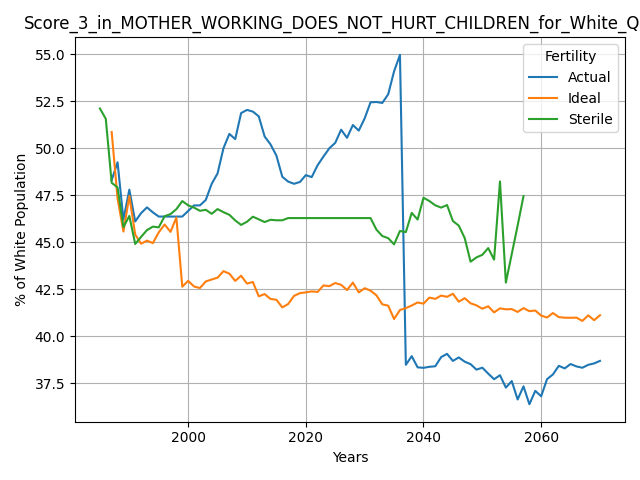 Score_3_in_MOTHER_WORKING_DOES_NOT_HURT_CHILDREN_for_White_Q
55.0
52.5
50.0
47.5
45.0
42.5
40.0
37.5
% of White Population
Fertility
Actual
Ideal
Sterile
2000
2020
2040
2060
Years